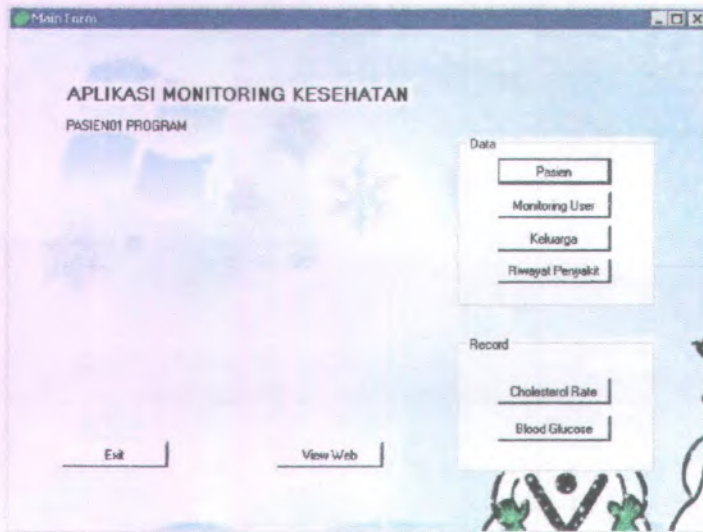 Main Form
APLIKASI MONITORING KESEHATAN
PASIEN01 PROGRAM
Data
Pasien
Monitoring User
Keluarga
Riwayat Penyakit
Record
Cholesterol Rate
Blood Glucose
Exit
View Web